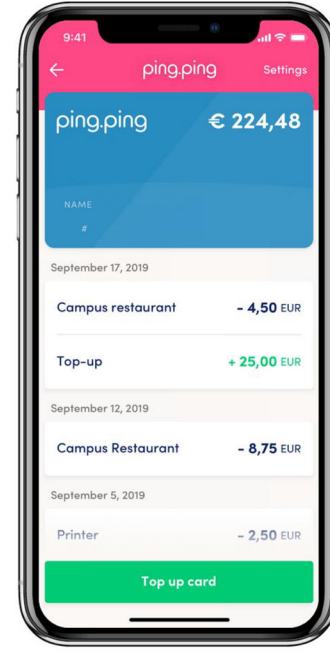 9:41
ping.ping Settings
ping.ping € 224,48
NAME
#
September 17, 2019
Campus restaurant - 4,50 EUR
Top-up + 25,00 EUR
September 12, 2019
Campus Restaurant - 8,75 EUR
September 5, 2019
Printer - 2,50 EUR
Top up card